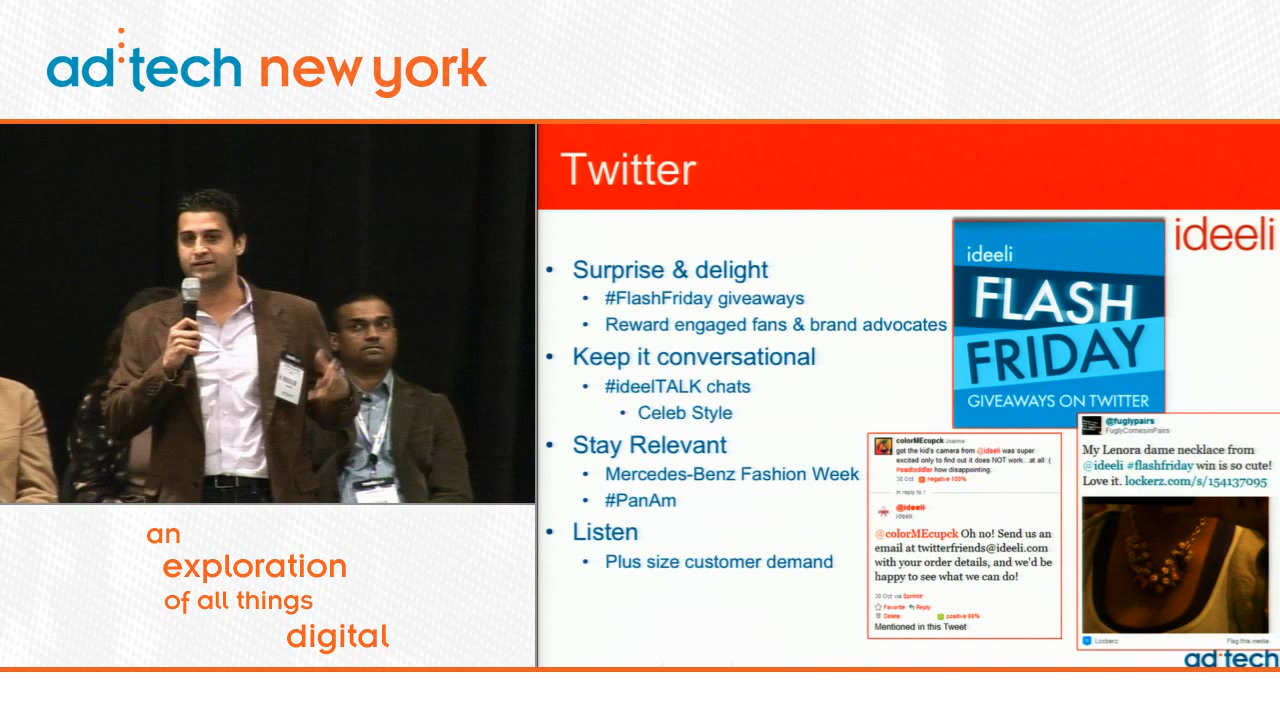 ad:tech new york
Twitter
ideeli
• Surprise & delight
• #FlashFriday giveaways
• Reward engaged fans & brand advocates
• Keep it conversational
• #ideelTALK chats
• Celeb Style
• Stay Relevant
• Mercedes-Benz Fashion Week
• #PanAm
• Listen
• Plus size customer demand
ideeli
FLASH
FRIDAY
GIVEAWAYS ON TWITTER
colorMEcupck Joanna
got the kid's camera from @ideeli was super
excited only to find out it does NOT work...at all :(
#sadtoddler how disappointing.
30 Oct negative 100%
in reply to ↑
@ideeli
ideeli
@colorMEcupck Oh no! Send us an
email at twitterfriends@ideeli.com
with your order details, and we'd be
happy to see what we can do!
30 Oct via Sprinklr
Favorite Reply
Delete positive 99%
Mentioned in this Tweet
@fuglypairs
FuglyComesinPairs
My Lenora dame necklace from
@ideeli #flashfriday win is so cute!
Love it. lockerz.com/s/154137095
Lockerz Flag this media
ad:tech
an
exploration
of all things
digital